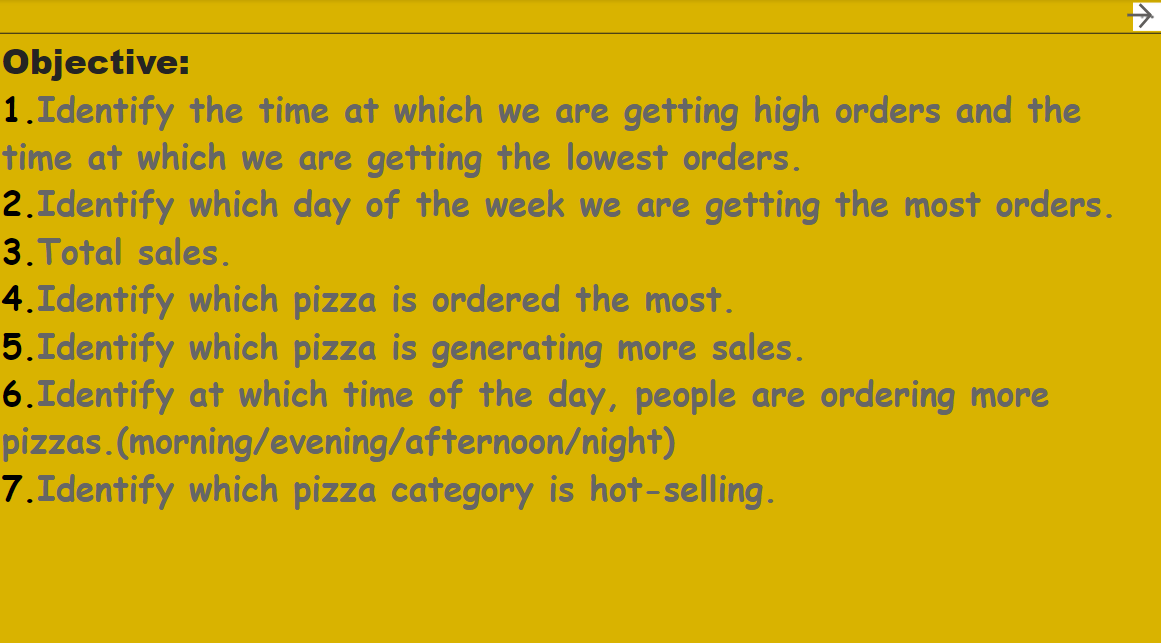 Objective:
1.Identify the time at which we are getting high orders and the
time at which we are getting the lowest orders.
2.Identify which day of the week we are getting the most orders.
3.Total sales.
4.Identify which pizza is ordered the most.
5.Identify which pizza is generating more sales.
6.Identify at which time of the day, people are ordering more
pizzas.(morning/evening/afternoon/night)
7.Identify which pizza category is hot-selling.